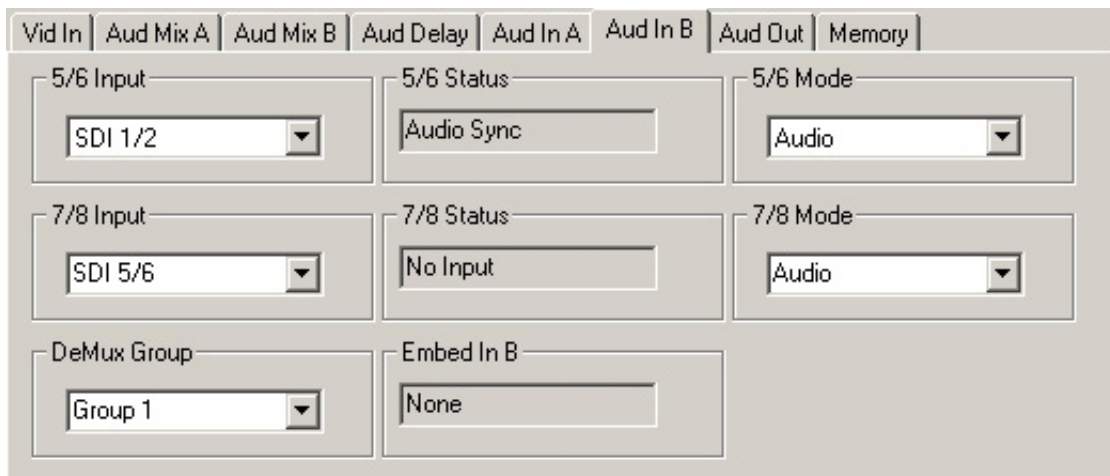 Vid In Aud Mix A Aud Mix B Aud Delay Aud In A Aud In B Aud Out Memory
5/6 Input 5/6 Status 5/6 Mode
SDI 1/2 Audio Sync Audio
7/8 Input 7/8 Status 7/8 Mode
SDI 5/6 No Input Audio
DeMux Group Embed In B
Group 1 None